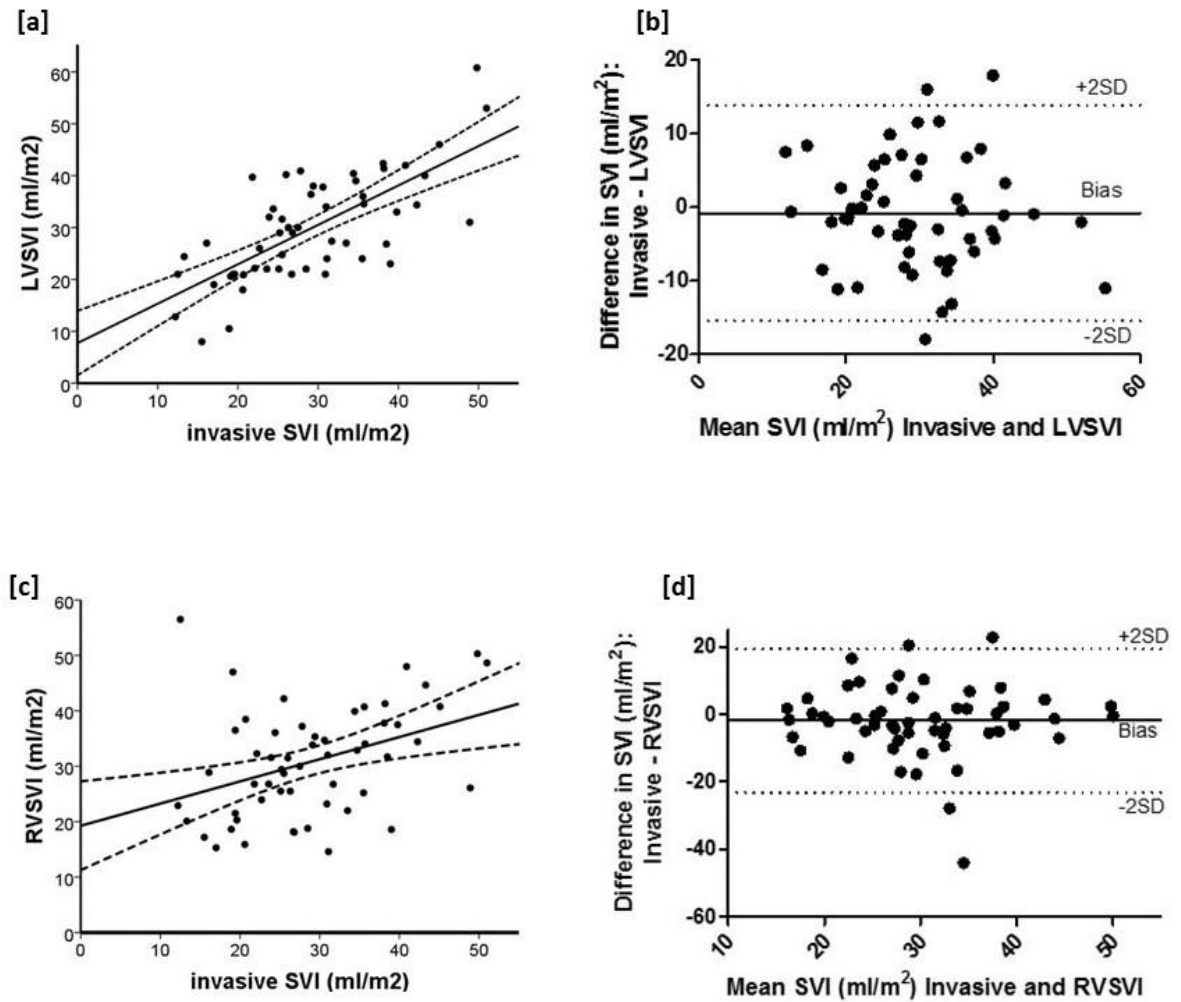 [a]
60
50
40
30
20
10
0
LVSVI (ml/m2)
0 10 20 30 40 50
invasive SVI (ml/m2)
[b]
Difference in SVI (ml/m²):
Invasive - LVSVI
20
10
0
-10
-20
+2SD
Bias
-2SD
0 20 40 60
Mean SVI (ml/m²) Invasive and LVSVI
[c]
60
50
40
30
20
10
0
RVSVI (ml/m2)
0 10 20 30 40 50
invasive SVI (ml/m2)
[d]
Difference in SVI (ml/m²):
Invasive - RVSVI
20
0
-20
-40
-60
+2SD
Bias
-2SD
10 20 30 40 50
Mean SVI (ml/m²) Invasive and RVSVI